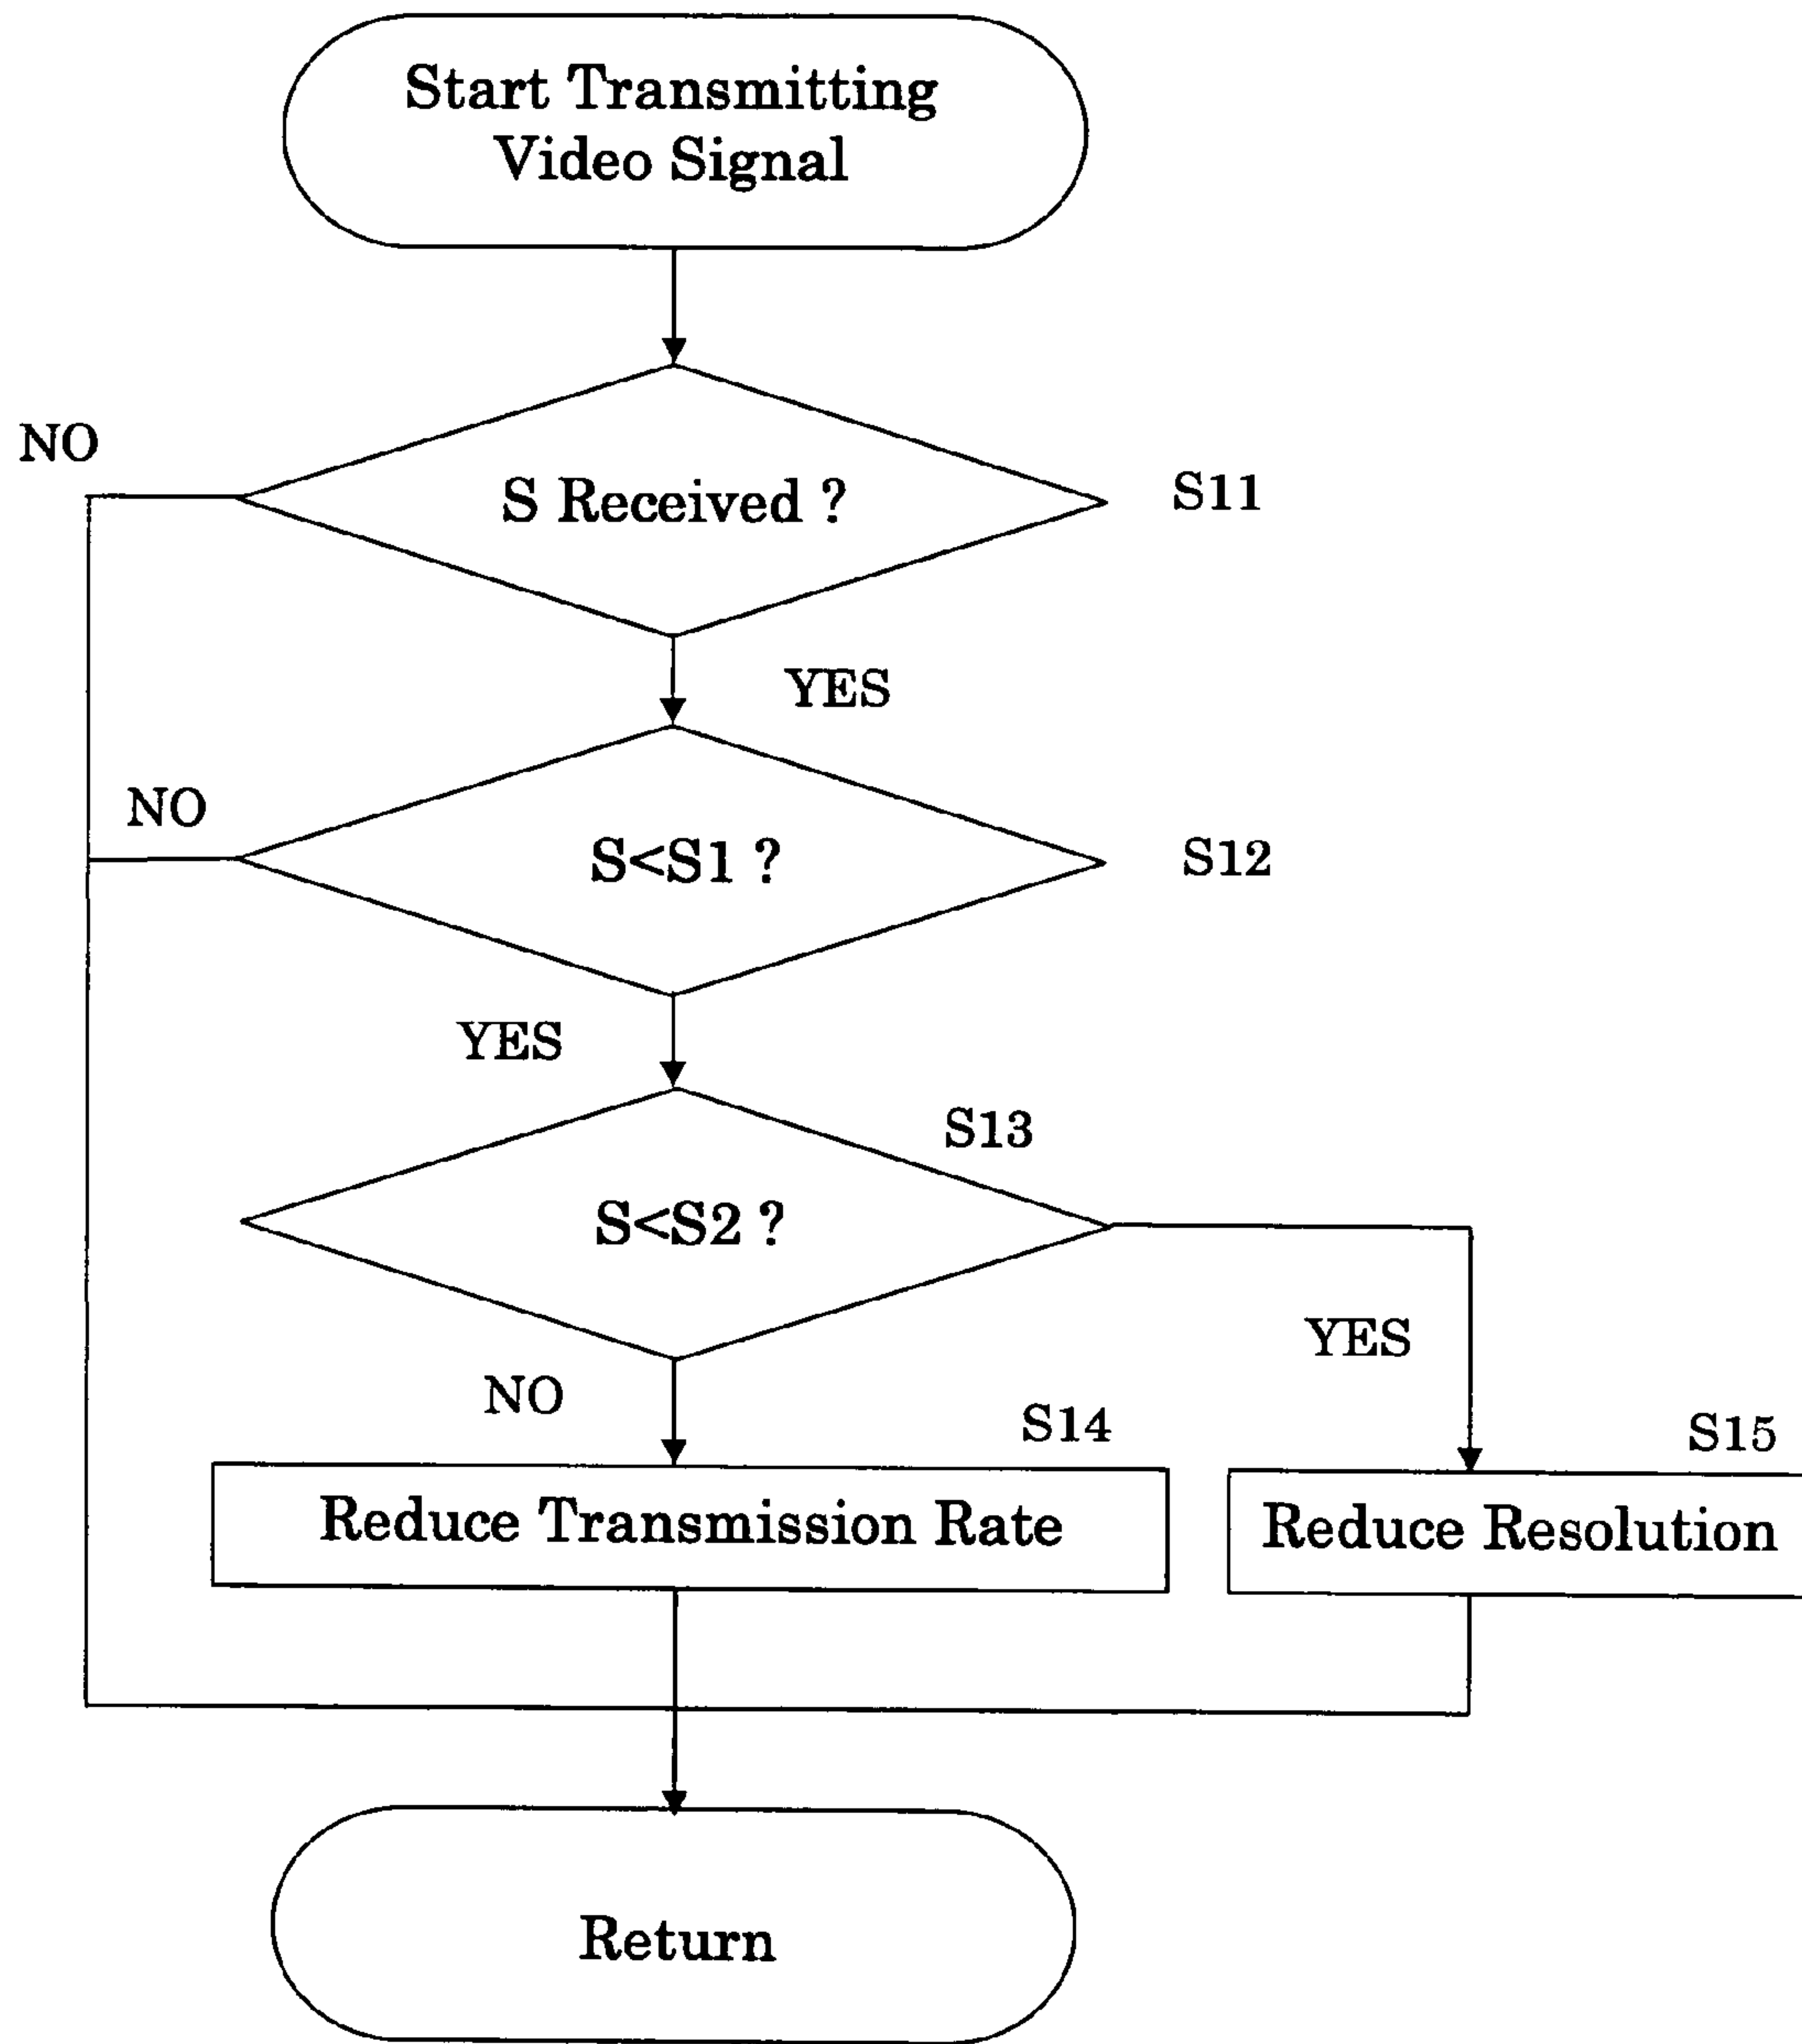 Start Transmitting
Video Signal
NO
S Received ?
S11
YES
NO
S<S1 ?
S12
YES
S13
S<S2 ?
YES
NO
S14
S15
Reduce Transmission Rate
Reduce Resolution
Return